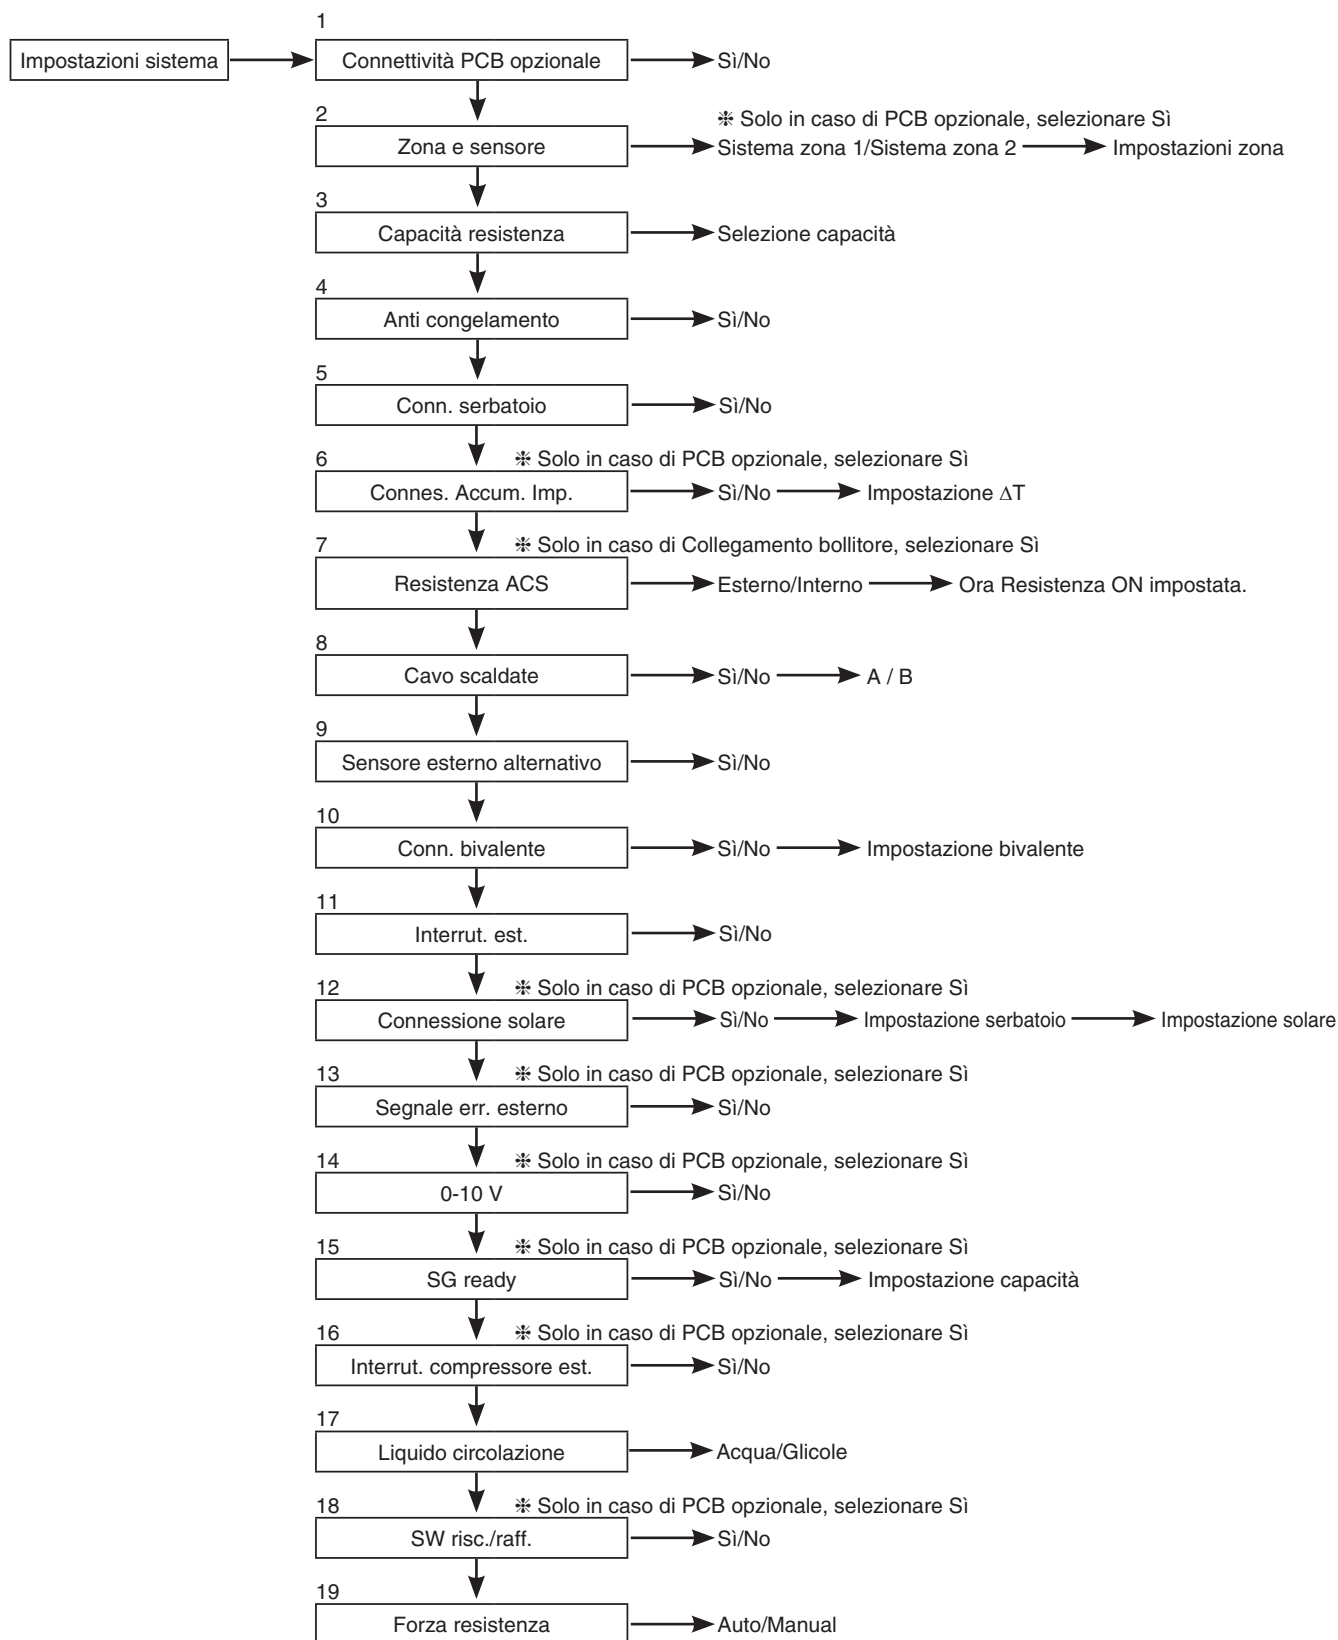 1
Impostazioni sistema
Connettività PCB opzionale
Sì/No
2
❉ Solo in caso di PCB opzionale, selezionare Sì
Zona e sensore
Sistema zona 1/Sistema zona 2
Impostazioni zona
3
Capacità resistenza
Selezione capacità
4
Anti congelamento
Sì/No
5
Conn. serbatoio
Sì/No
6
❉ Solo in caso di PCB opzionale, selezionare Sì
Connes. Accum. Imp.
Sì/No
Impostazione ΔT
7
❉ Solo in caso di Collegamento bollitore, selezionare Sì
Resistenza ACS
Esterno/Interno
Ora Resistenza ON impostata.
8
Cavo scaldate
Sì/No
A / B
9
Sensore esterno alternativo
Sì/No
10
Conn. bivalente
Sì/No
Impostazione bivalente
11
Interrut. est.
Sì/No
12
❉ Solo in caso di PCB opzionale, selezionare Sì
Connessione solare
Sì/No
Impostazione serbatoio
Impostazione solare
13
❉ Solo in caso di PCB opzionale, selezionare Sì
Segnale err. esterno
Sì/No
14
❉ Solo in caso di PCB opzionale, selezionare Sì
0-10 V
Sì/No
15
❉ Solo in caso di PCB opzionale, selezionare Sì
SG ready
Sì/No
Impostazione capacità
16
❉ Solo in caso di PCB opzionale, selezionare Sì
Interrut. compressore est.
Sì/No
17
Liquido circolazione
Acqua/Glicole
18
❉ Solo in caso di PCB opzionale, selezionare Sì
SW risc./raff.
Sì/No
19
Forza resistenza
Auto/Manual